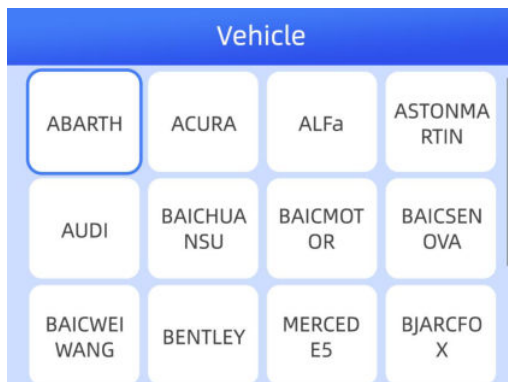 Vehicle
ABARTH
ACURA
ALFa
ASTONMA
RTIN
AUDI
BAICHUA
NSU
BAICMOT
OR
BAICSEN
OVA
BAICWEI
WANG
BENTLEY
MERCED
E5
BJARCFO
X